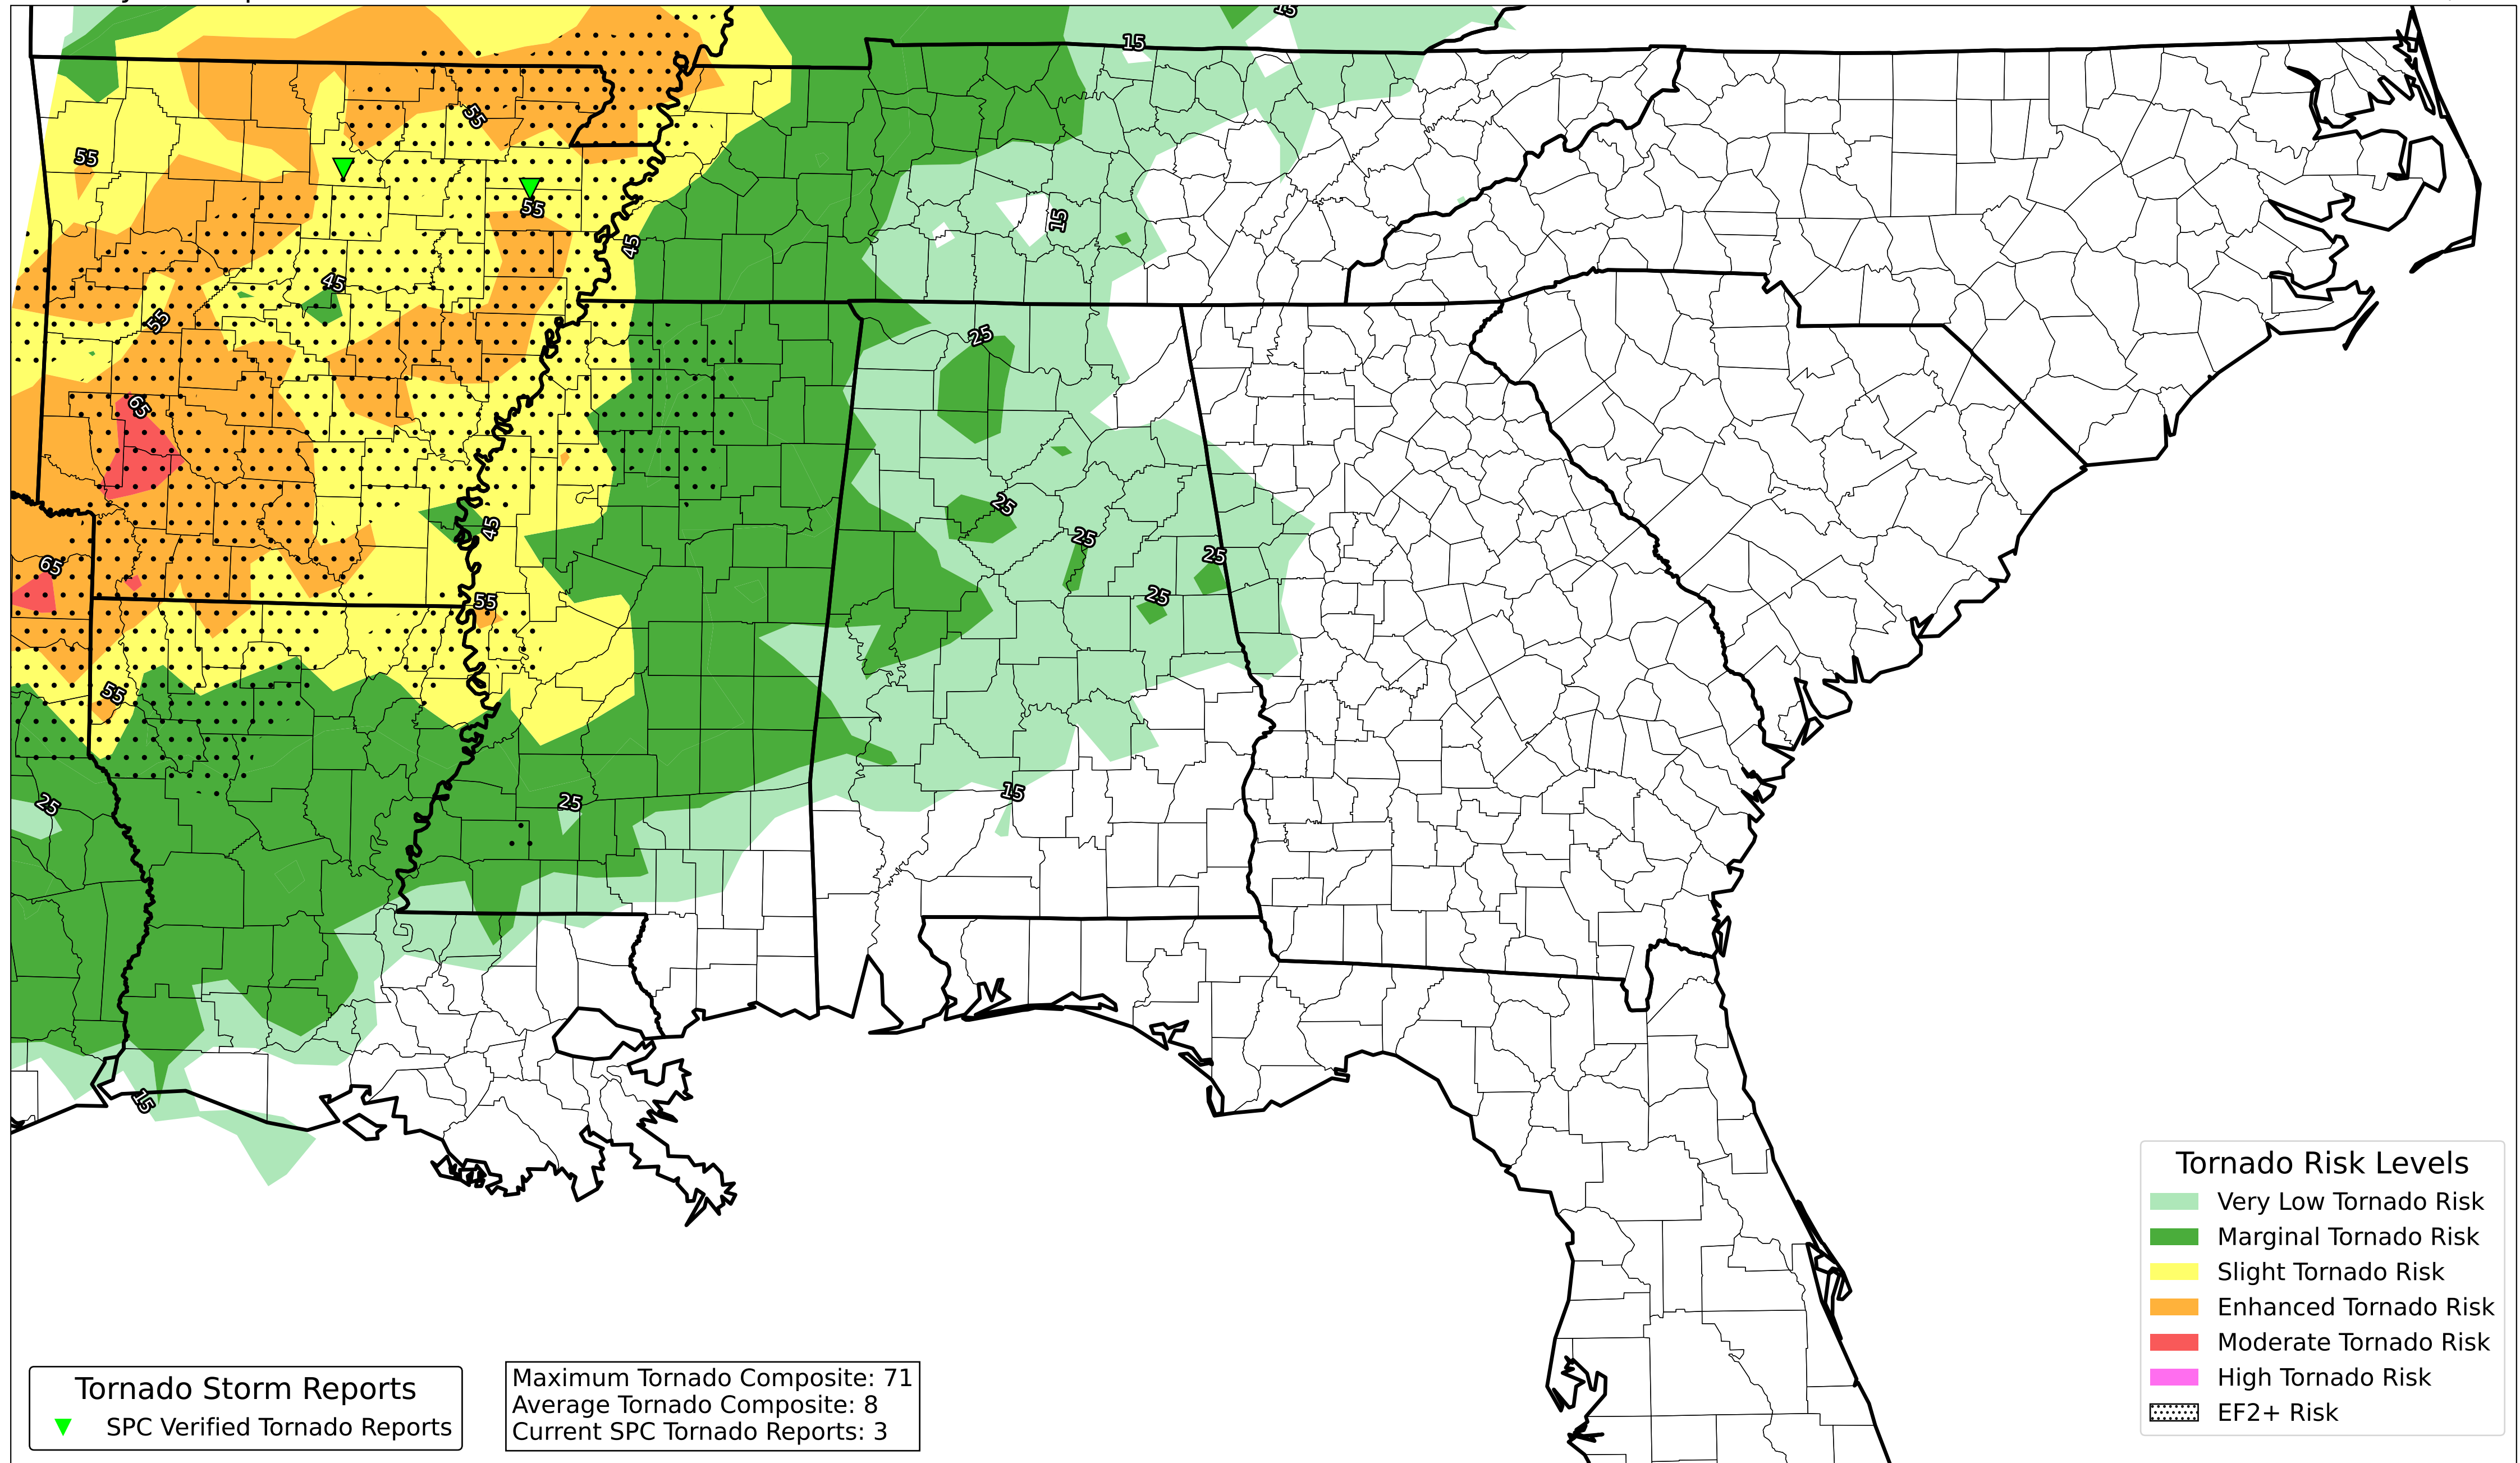 15
15
55
55
55
15
45
45
55
25
65
25
45
25
25
65
25
55
55
15
25
25
15
Tornado Risk Levels
Very Low Tornado Risk
Marginal Tornado Risk
Slight Tornado Risk
Enhanced Tornado Risk
Moderate Tornado Risk
High Tornado Risk
EF2+ Risk
Tornado Storm Reports
SPC Verified Tornado Reports
Maximum Tornado Composite: 71
Average Tornado Composite: 8
Current SPC Tornado Reports: 3